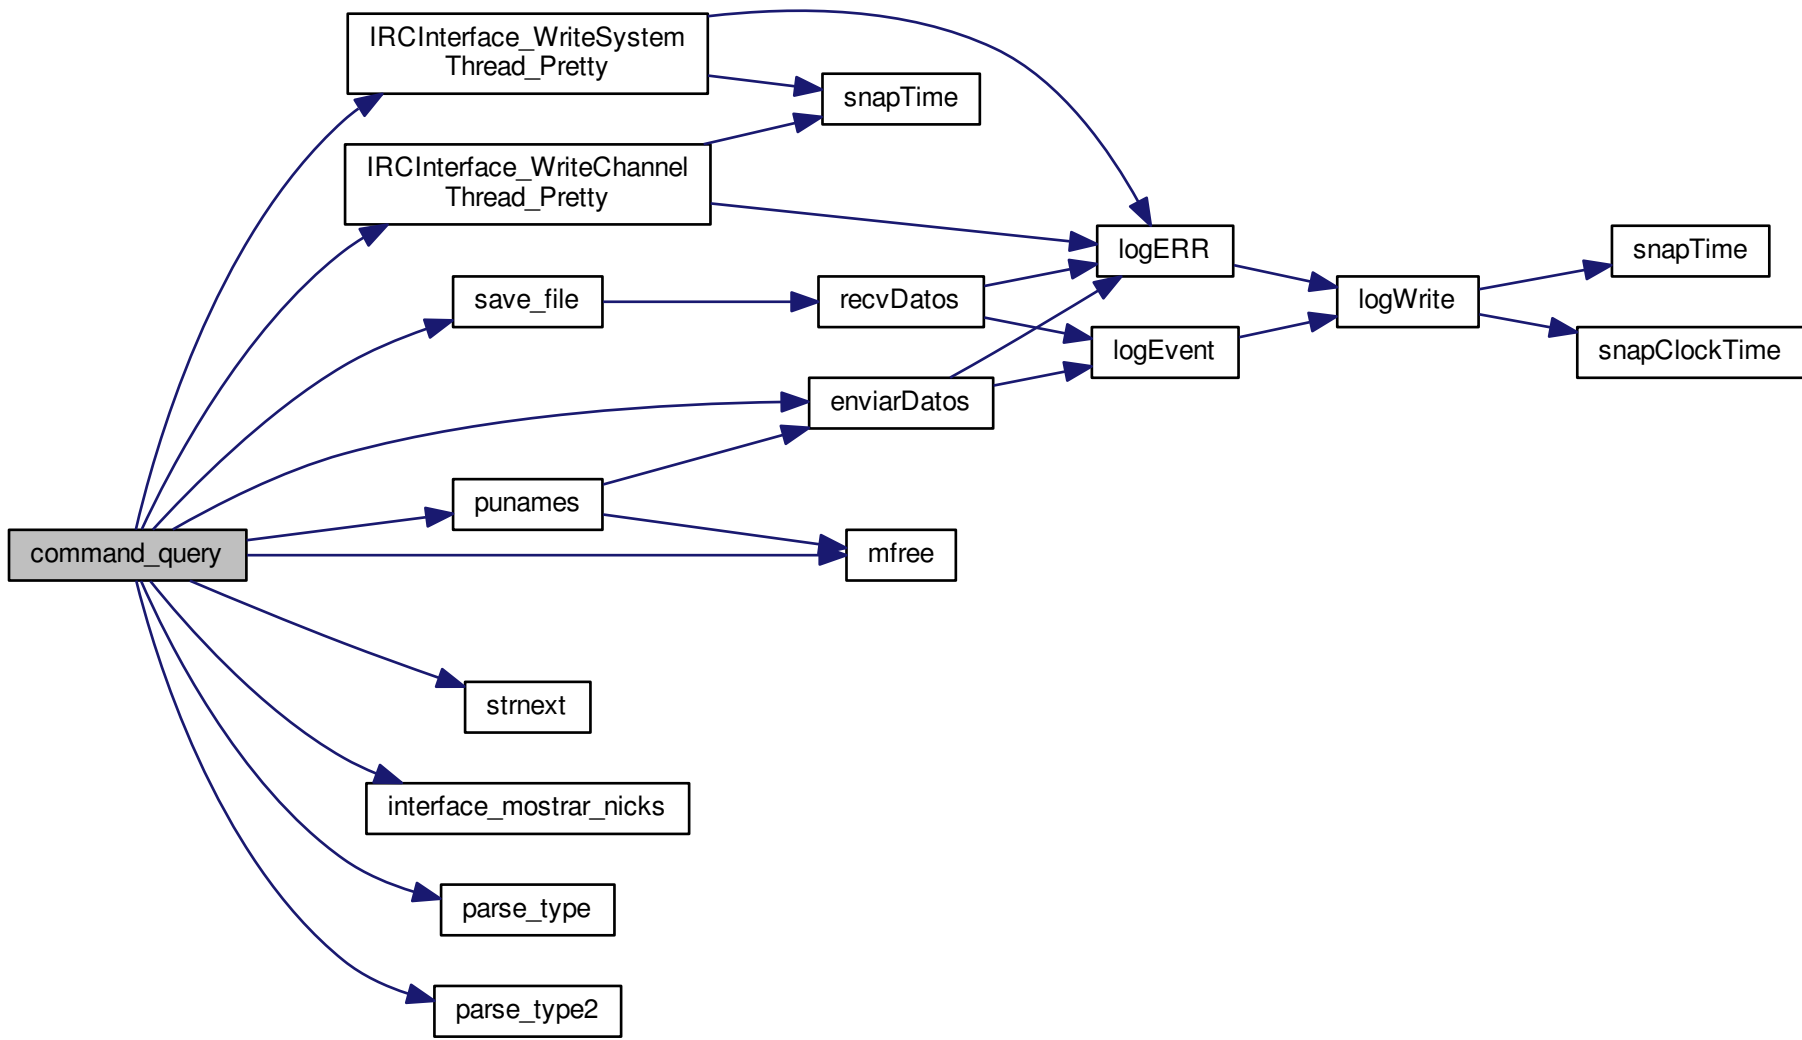 IRCInterface_WriteSystem
Thread_Pretty
snapTime
IRCInterface_WriteChannel
Thread_Pretty
logERR
snapTime
save_file
recvDatos
logWrite
logEvent
snapClockTime
enviarDatos
punames
command_query
mfree
strnext
interface_mostrar_nicks
parse_type
parse_type2